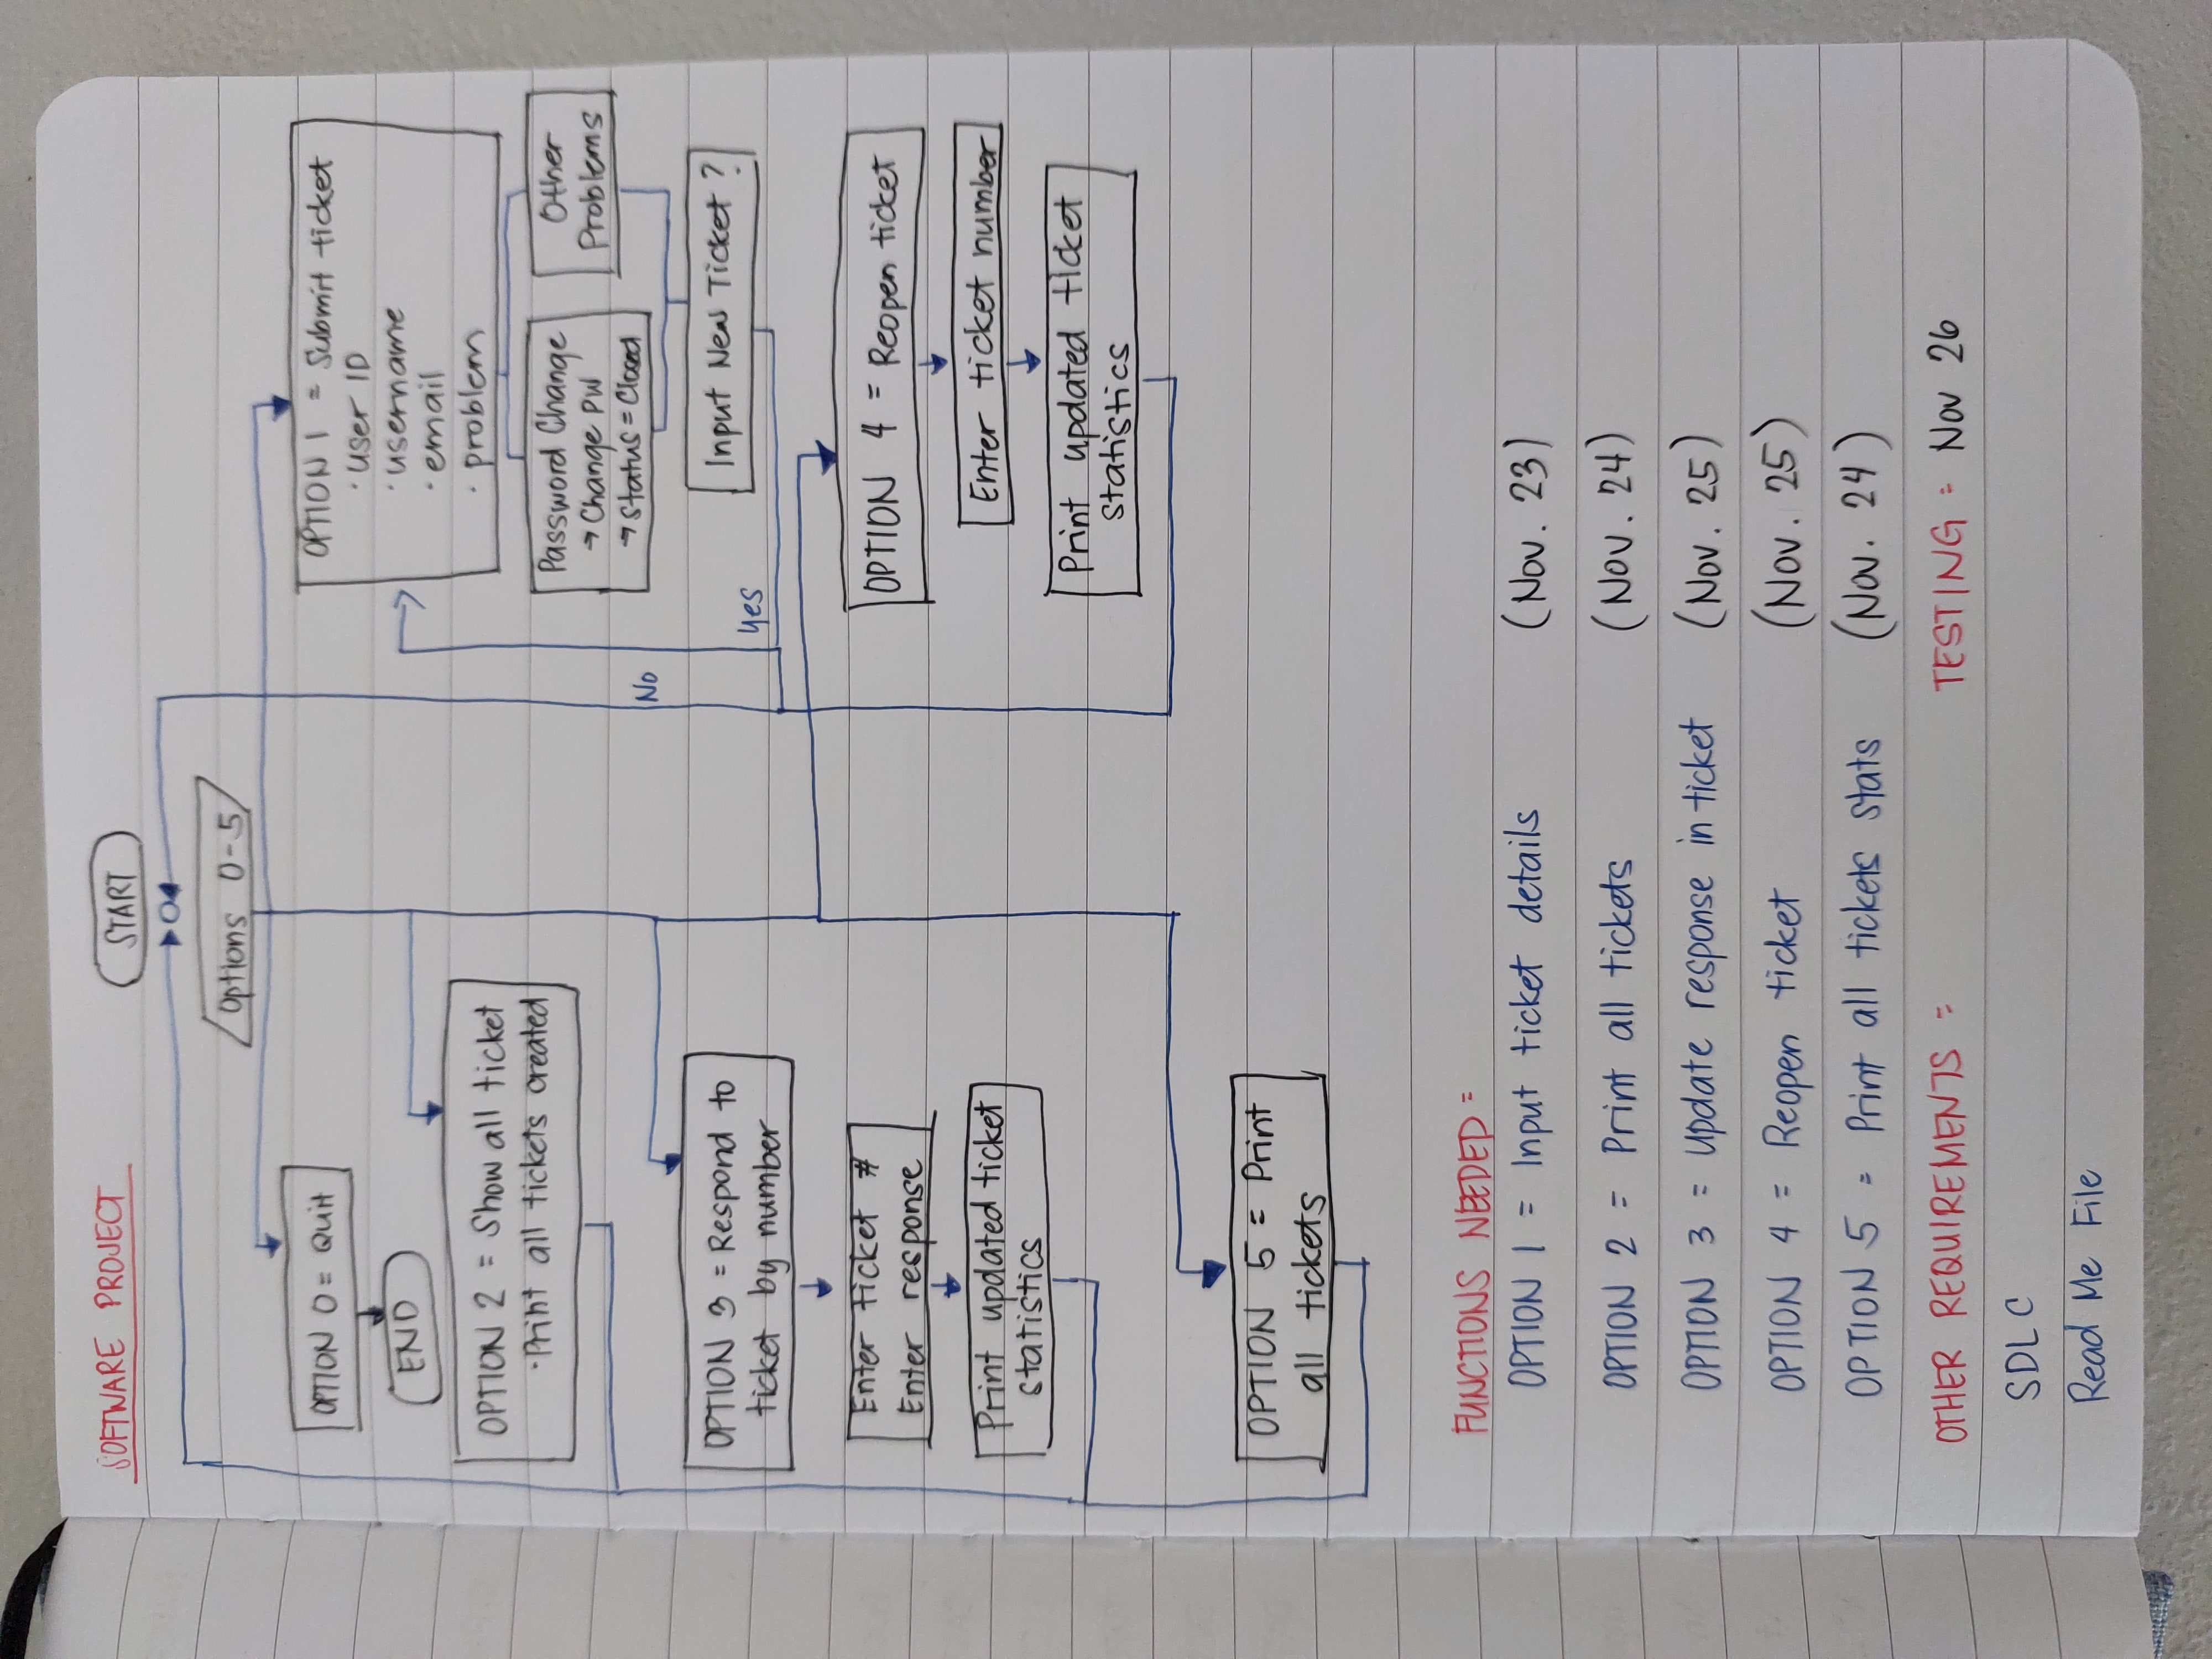 SOFTWARE PROJECT
START
Options 0-5
OPTION 0 = Quit
END
OPTION 1 = Submit ticket
· user ID
· username
· email
· problem
OPTION 2 = Show all ticket
· Print all tickets created
Password Change
→ Change PW
→ Status = Closed
Other
Problems
No
Yes
Input New Ticket ?
OPTION 3 = Respond to
ticket by number
Enter ticket #
Enter response
Print updated ticket
statistics
OPTION 4 = Reopen ticket
Enter ticket number
Print updated ticket
statistics
OPTION 5 = Print
all tickets
FUNCTIONS NEEDED =
OPTION 1 = Input ticket details (Nov. 23)
OPTION 2 = Print all tickets (Nov. 24)
OPTION 3 = Update response in ticket (Nov. 25)
OPTION 4 = Reopen ticket (Nov. 25)
OPTION 5 = Print all tickets stats (Nov. 24)
OTHER REQUIREMENTS = TESTING = Nov 26
SDLC
Read Me File